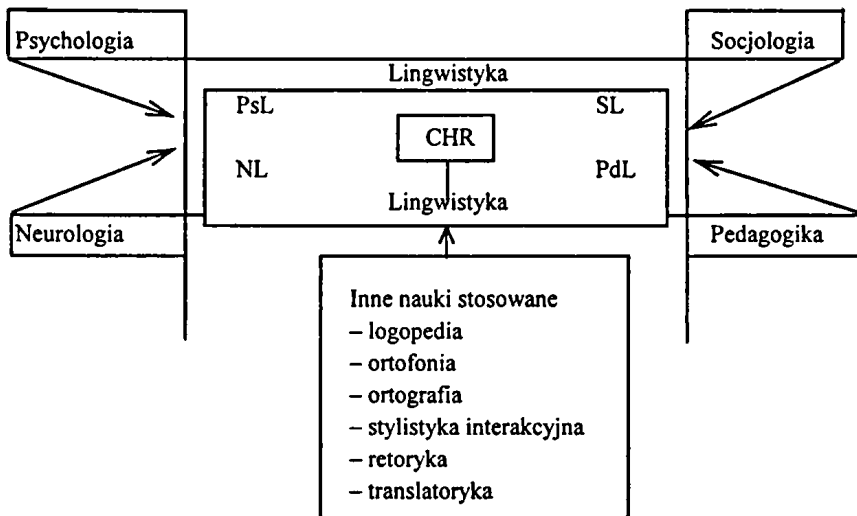 Psychologia
Socjologia
Lingwistyka
PsL
SL
CHR
NL
PdL
Lingwistyka
Neurologia
Pedagogika
Inne nauki stosowane
– logopedia
– ortofonia
– ortografia
– stylistyka interakcyjna
– retoryka
– translatoryka